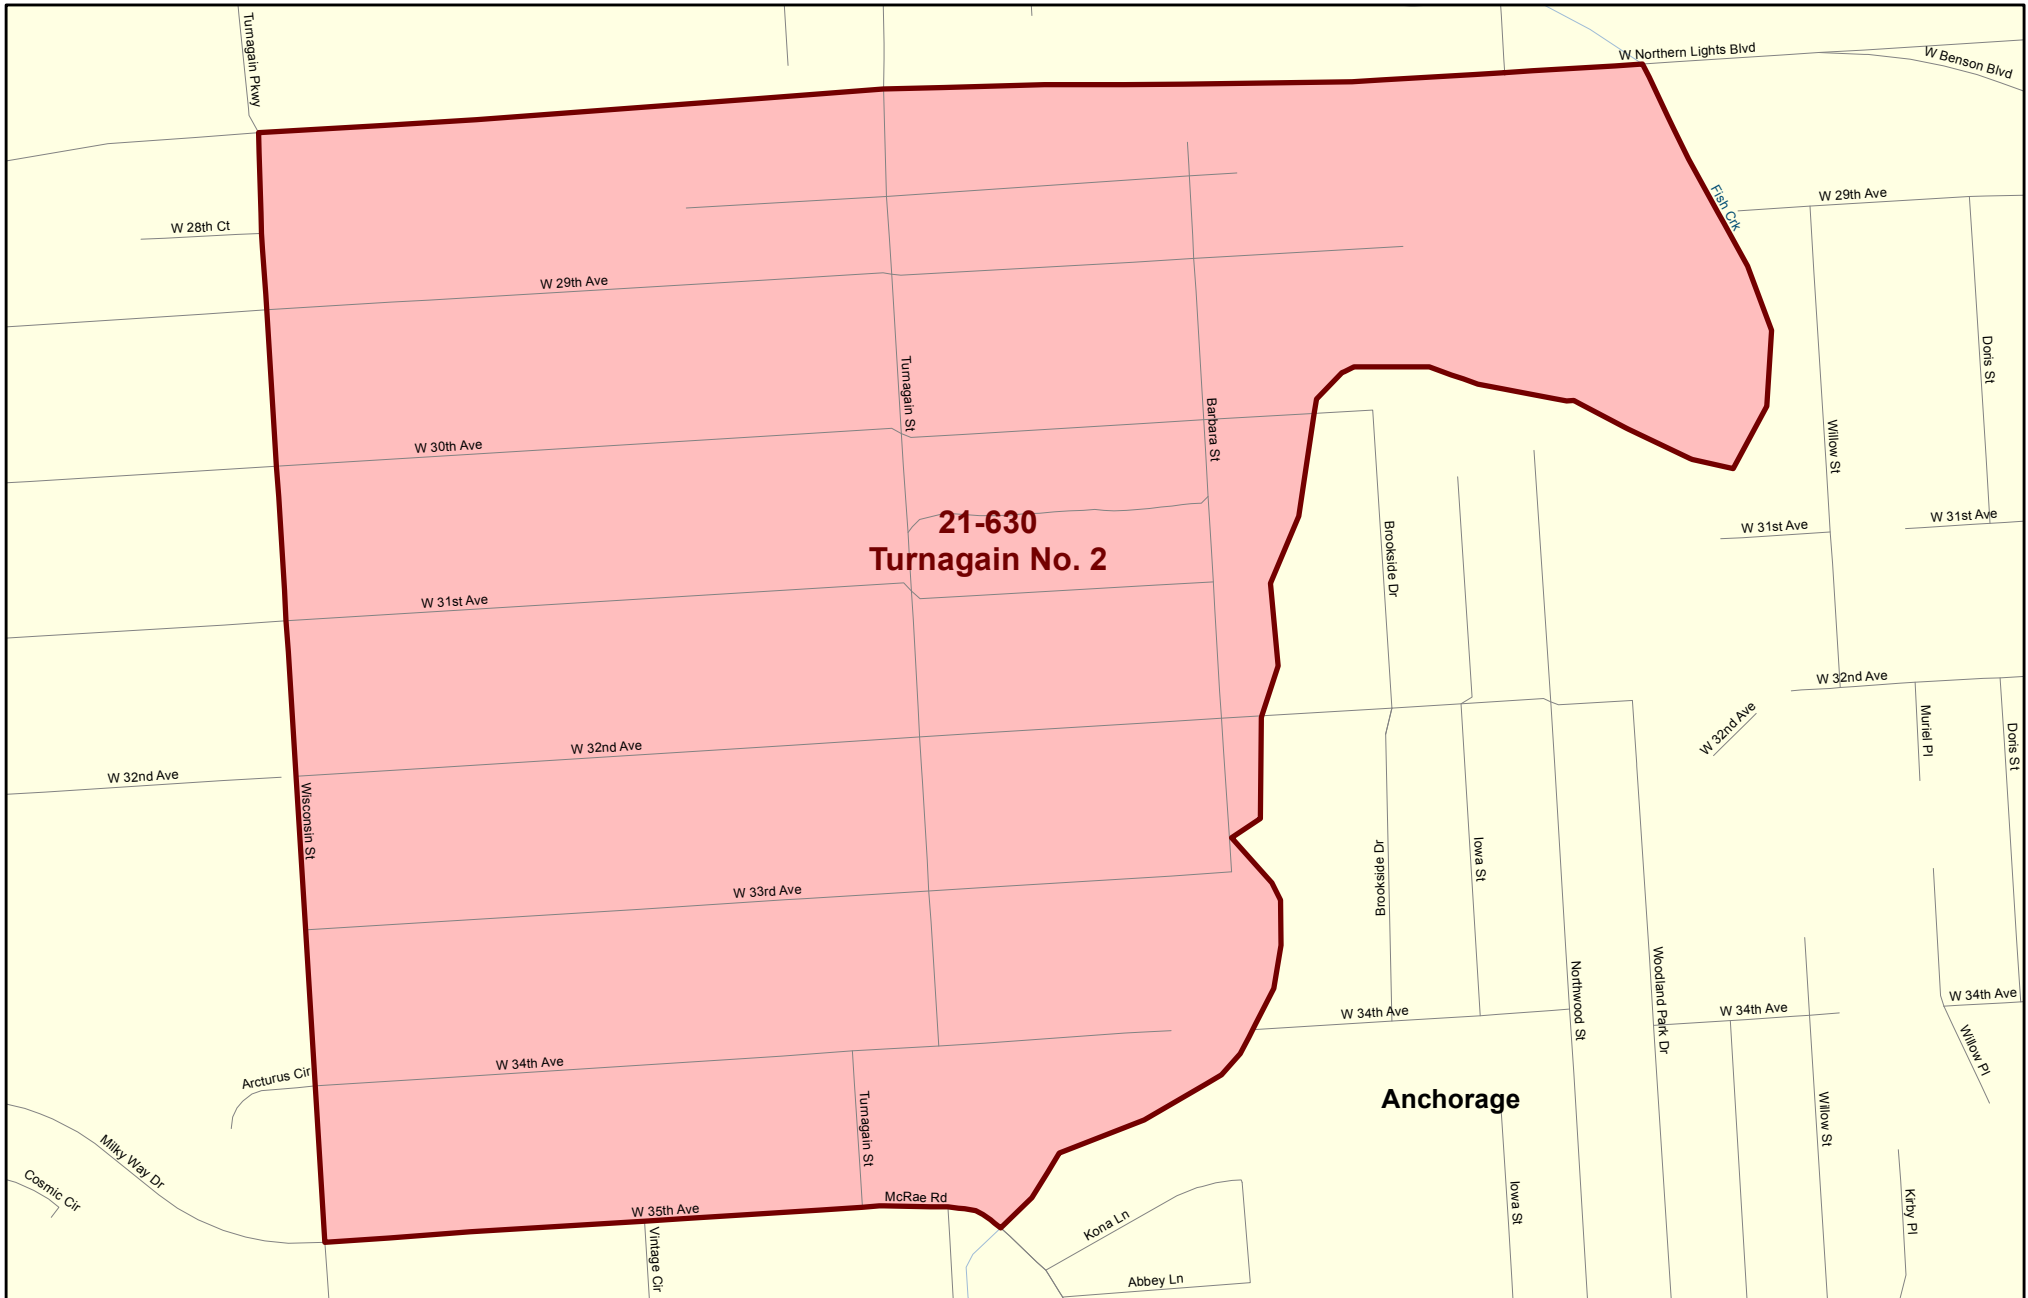 Turnagain Pkwy
W Northern Lights Blvd
W Benson Blvd
W 28th Ct
Fish Crk
W 29th Ave
W 29th Ave
Turnagain St
Doris St
Barbara St
W 30th Ave
Willow St
21-630
Turnagain No. 2
Brookside Dr
W 31st Ave
W 31st Ave
W 31st Ave
W 32nd Ave
W 32nd Ave
W 32nd Ave
W 32nd Ave
Muriel Pl
Doris St
Wisconsin St
Brookside Dr
Iowa St
W 33rd Ave
Northwood St
Woodland Park Dr
W 34th Ave
W 34th Ave
W 34th Ave
W 34th Ave
Willow Pl
Arcturus Cir
Anchorage
Turnagain St
Willow St
Milky Way Dr
Cosmic Cir
McRae Rd
W 35th Ave
Vintage Cir
Kona Ln
Abbey Ln
Iowa St
Kirby Pl